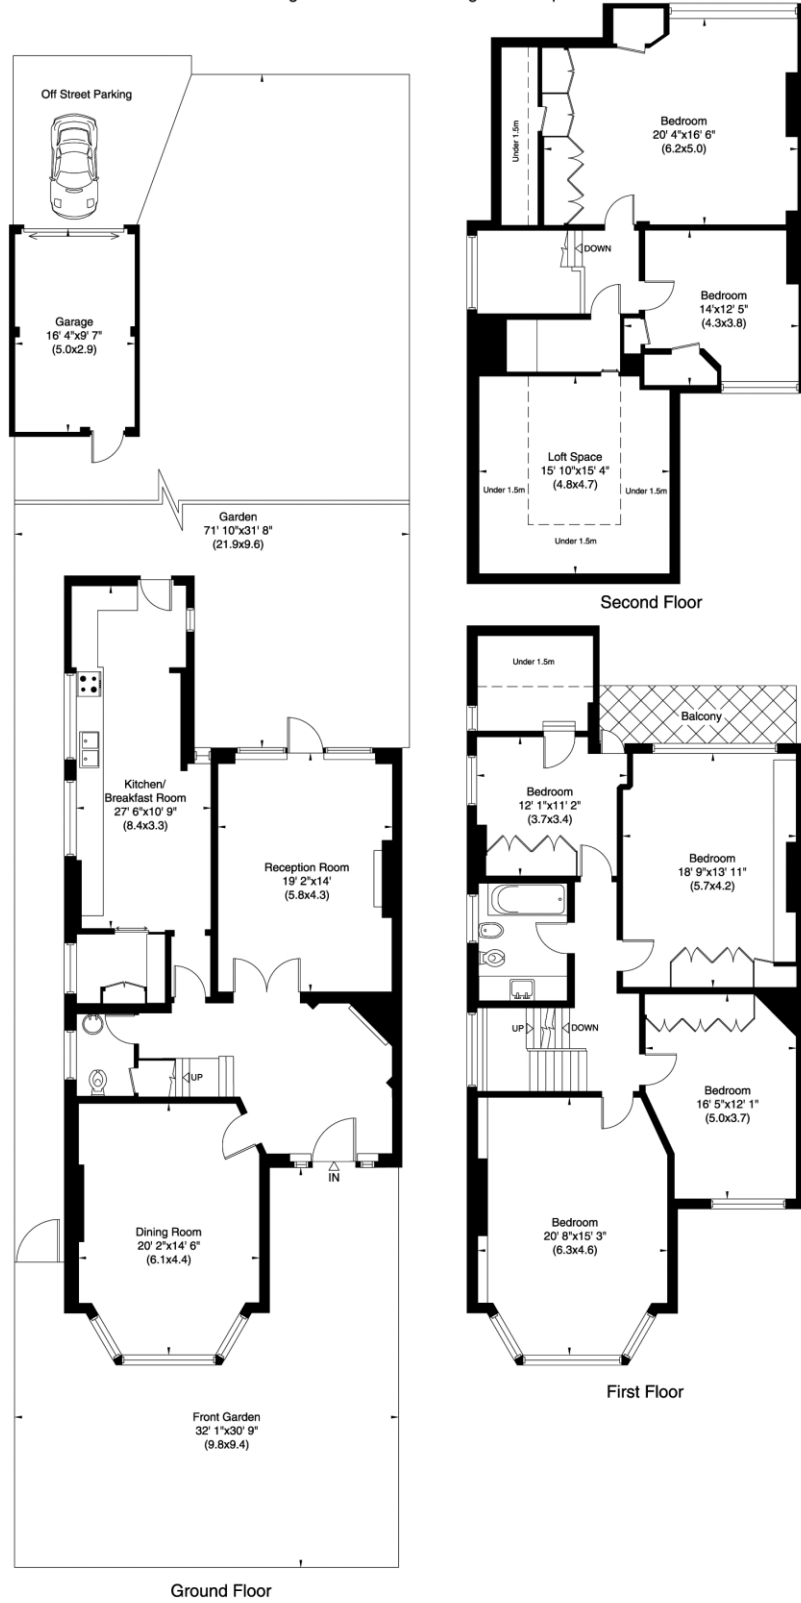 Off Street Parking
Garage
16' 4"x9' 7"
(5.0x2.9)
Garden
71' 10"x31' 8"
(21.9x9.6)
Kitchen/
Breakfast Room
27' 6"x10' 9"
(8.4x3.3)
Reception Room
19' 2"x14'
(5.8x4.3)
UP
IN
Dining Room
20' 2"x14' 6"
(6.1x4.4)
Front Garden
32' 1"x30' 9"
(9.8x9.4)
Ground Floor
Bedroom
20' 4"x16' 6"
(6.2x5.0)
Under 1.5m
DOWN
Bedroom
14'x12' 5"
(4.3x3.8)
Loft Space
15' 10"x15' 4"
(4.8x4.7)
Under 1.5m
Under 1.5m
Under 1.5m
Second Floor
Under 1.5m
Balcony
Bedroom
12' 1"x11' 2"
(3.7x3.4)
Bedroom
18' 9"x13' 11"
(5.7x4.2)
UP
DOWN
Bedroom
16' 5"x12' 1"
(5.0x3.7)
Bedroom
20' 8"x15' 3"
(6.3x4.6)
First Floor